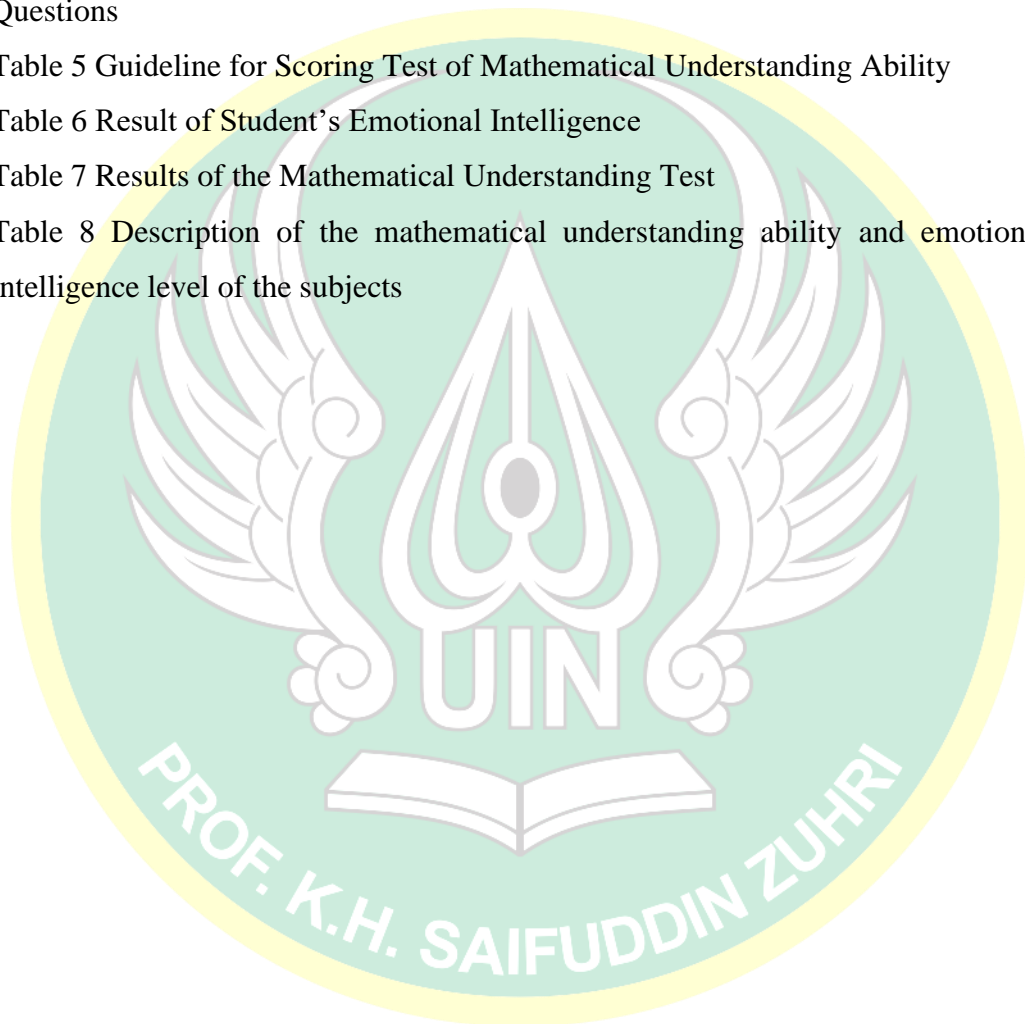 Questions
Table 5 Guideline for Scoring Test of Mathematical Understanding Ability
Table 6 Result of Student’s Emotional Intelligence
Table 7 Results of the Mathematical Understanding Test
Table 8 Description of the mathematical understanding ability and emotion
intelligence level of the subjects
UIN
PROF. K.H. SAIFUDDIN ZUHRI